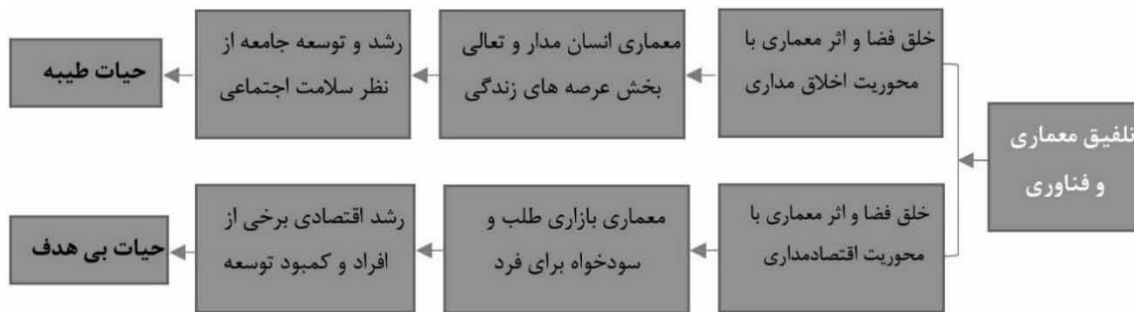 تلفیق معماری
و فناوری
خلق فضا و اثر معماری با
محوریت اخلاق مداری
معماری انسان مدار و تعالی
بخش عرصه های زندگی
رشد و توسعه جامعه از
نظر سلامت اجتماعی
حیات طیبه
خلق فضا و اثر معماری با
محوریت اقتصادمداری
معماری بازاری طلب و
سودخواه برای فرد
رشد اقتصادی برخی از
افراد و کمبود توسعه
حیات بی هدف